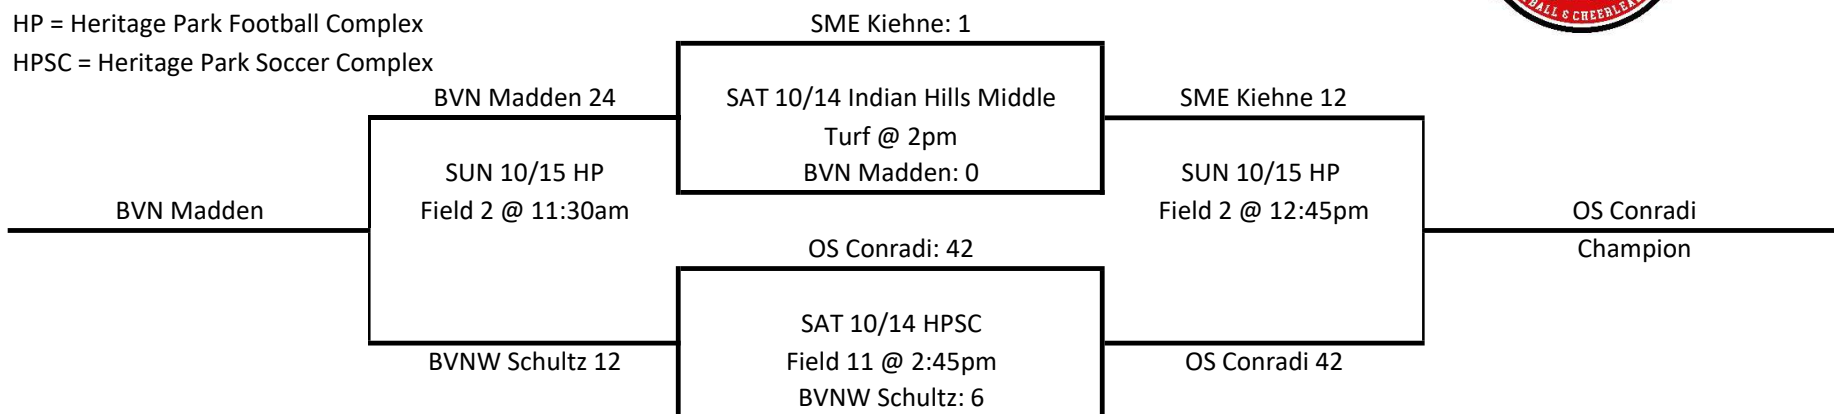 HP = Heritage Park Football Complex
HPSC = Heritage Park Soccer Complex
SME Kiehne: 1
BALL & CHEERLEA
BVN Madden 24
SAT 10/14 Indian Hills Middle
Turf @ 2pm
BVN Madden: 0
SME Kiehne 12
BVN Madden
SUN 10/15 HP
Field 2 @ 11:30am
SUN 10/15 HP
Field 2 @ 12:45pm
OS Conradi
Champion
OS Conradi: 42
SAT 10/14 HPSC
Field 11 @ 2:45pm
BVNW Schultz: 6
BVNW Schultz 12
OS Conradi 42